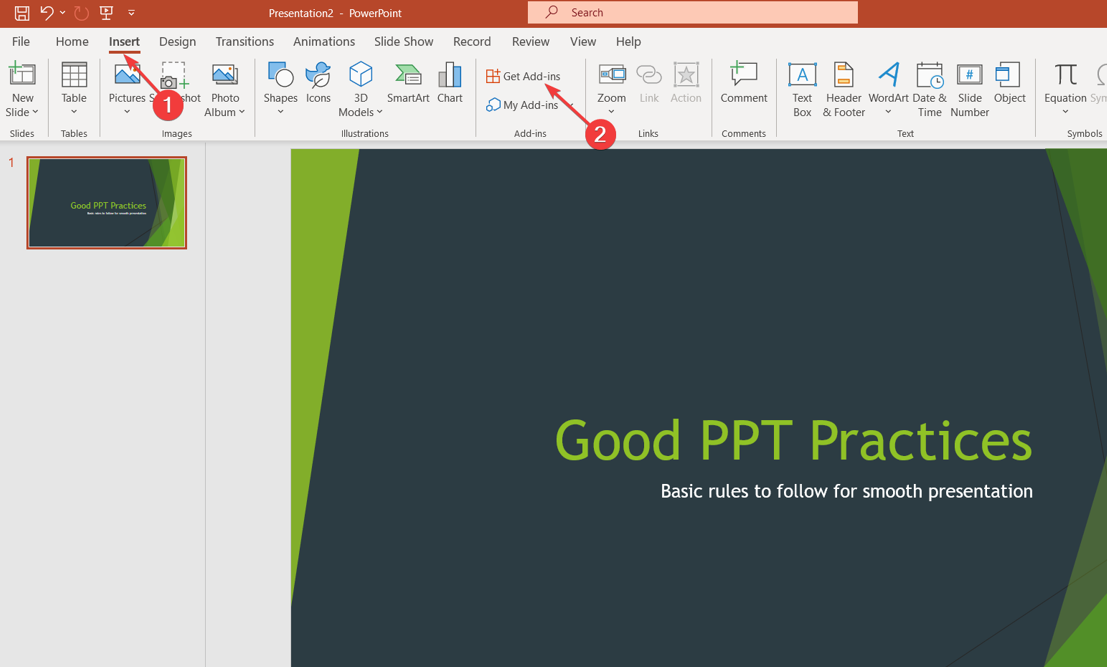 Presentation2 - PowerPoint
Search
File Home Insert Design Transitions Animations Slide Show Record Review View Help
New Slide
Table
Pictures
Photo Album
Shapes
Icons
3D Models
SmartArt
Chart
Get Add-ins
My Add-ins
Zoom
Link
Action
Comment
Text Box
Header & Footer
WordArt
Date & Time
Slide Number
#
Object
Equation
Slides Tables Images Illustrations Add-ins Links Comments Text Symbols
1
2
1
Good PPT Practices
Basic rules to follow for smooth presentation
Good PPT Practices
Basic rules to follow for smooth presentation